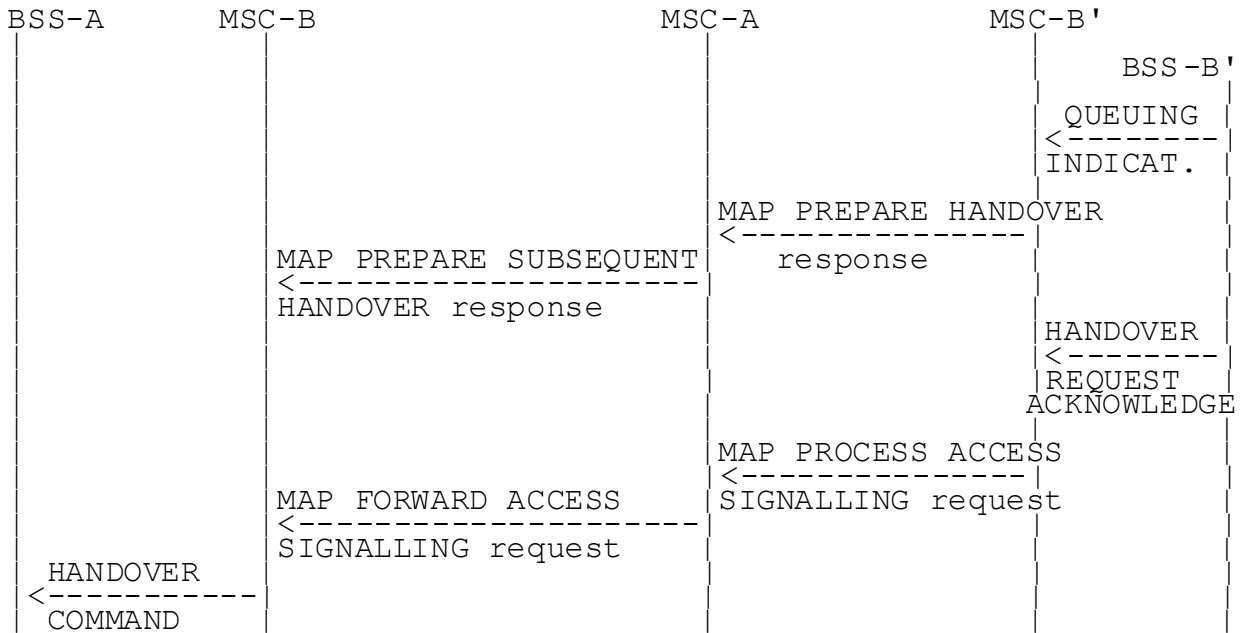 BSS-A MSC-B MSC-A MSC-B'
BSS-B'
QUEUING
INDICAT.
MAP PREPARE HANDOVER
response
MAP PREPARE SUBSEQUENT
HANDOVER response
HANDOVER
REQUEST
ACKNOWLEDGE
MAP PROCESS ACCESS
SIGNALLING request
MAP FORWARD ACCESS
SIGNALLING request
HANDOVER
COMMAND